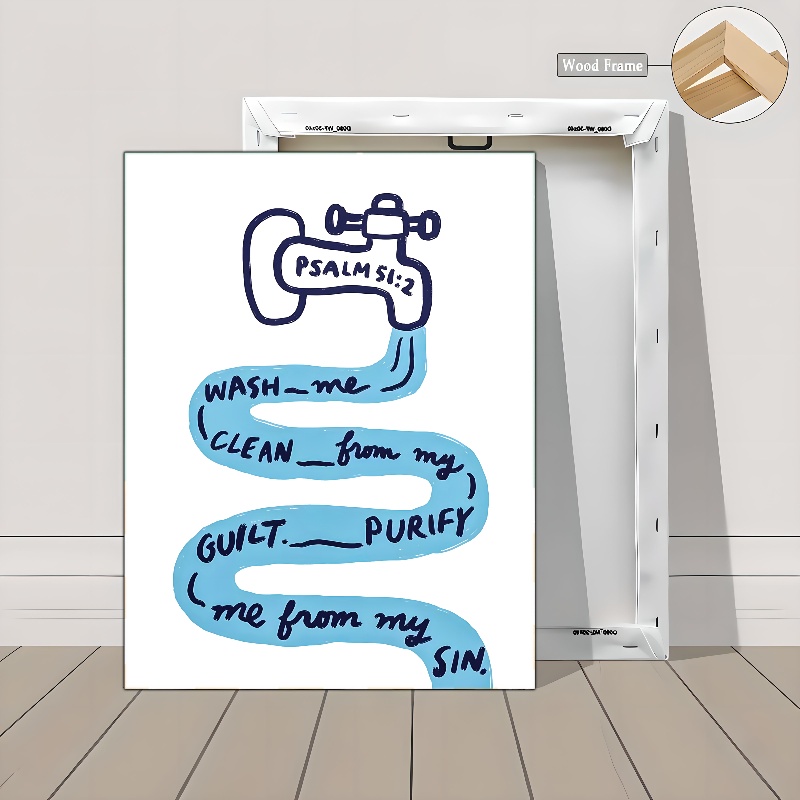 Wood Frame
PSALM 51:2
WASH me
CLEAN from my
GUILT. PURIFY
me from my
SIN.